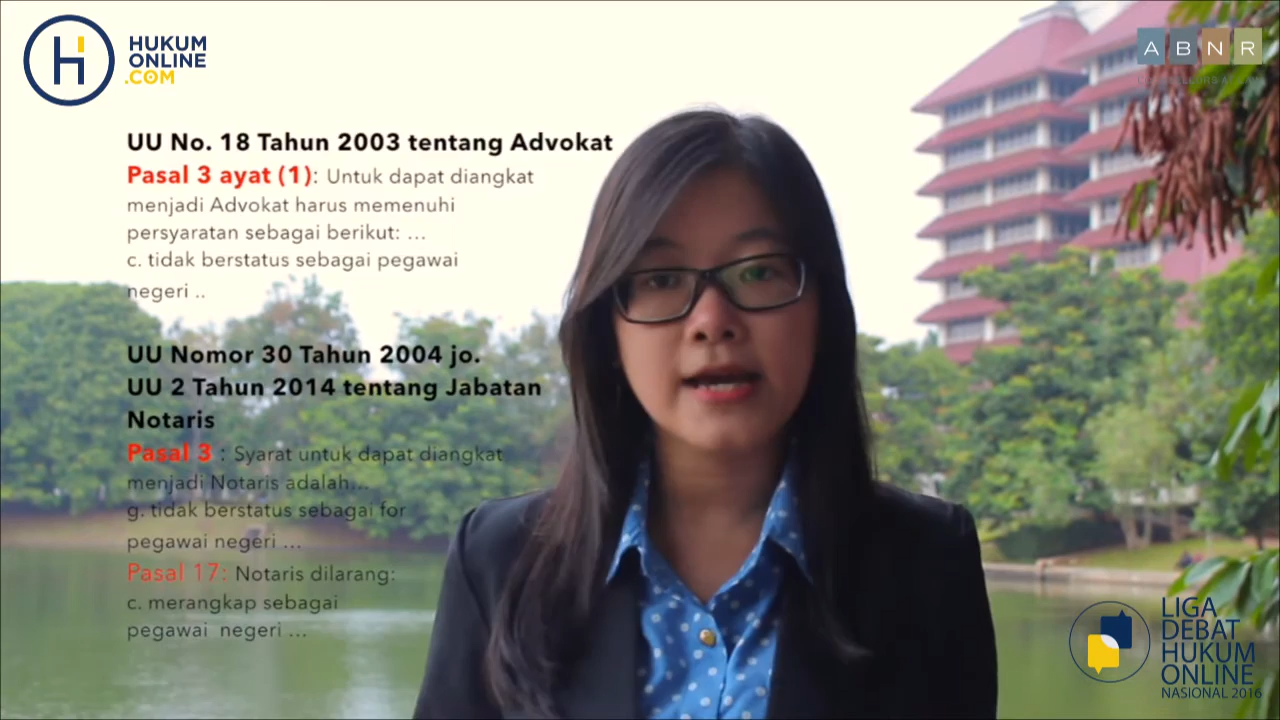 HUKUM
ONLINE
.COM
A B N R
UU No. 18 Tahun 2003 tentang Advokat
Pasal 3 ayat (1): Untuk dapat diangkat
menjadi Advokat harus memenuhi
persyaratan sebagai berikut: ...
c. tidak berstatus sebagai pegawai
negeri ..
UU Nomor 30 Tahun 2004 jo.
UU 2 Tahun 2014 tentang Jabatan
Notaris
Pasal 3 : Syarat untuk dapat diangkat
menjadi Notaris adalah...
g. tidak berstatus sebagai for
pegawai negeri ...
Pasal 17: Notaris dilarang:
c. merangkap sebagai
pegawai negeri ...
LIGA
DEBAT
HUKUM
ONLINE
NASIONAL 2016